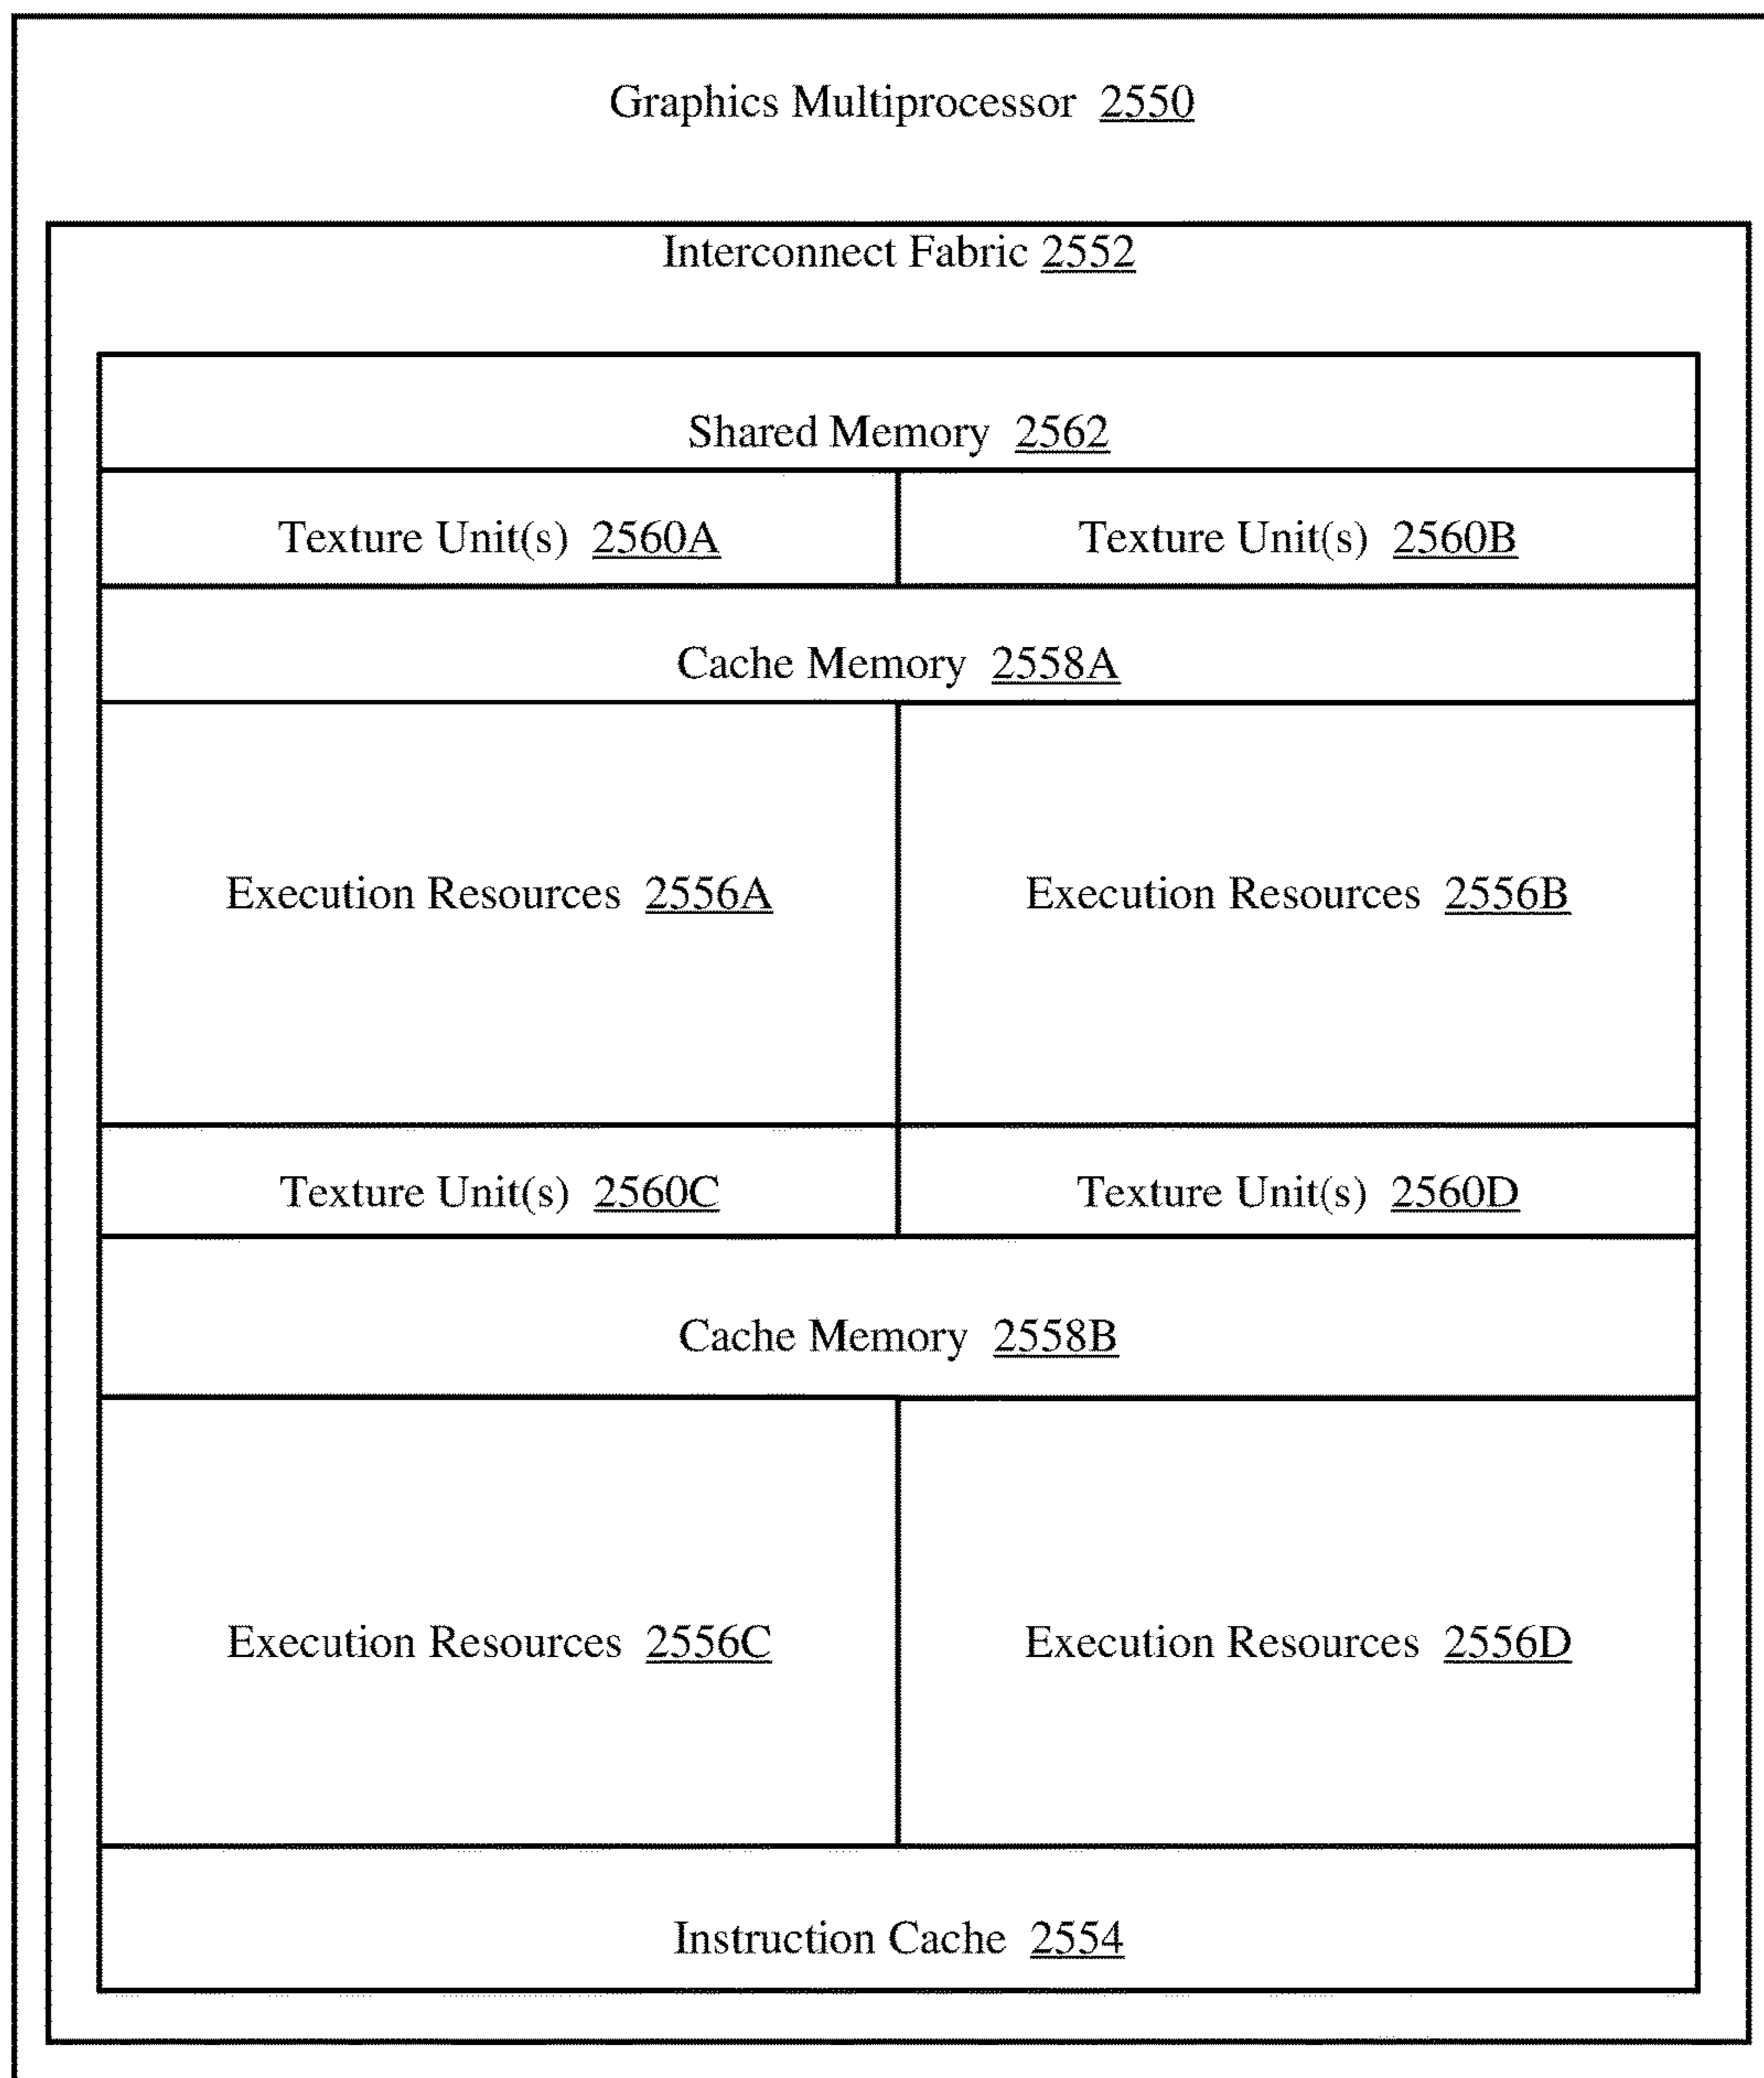 Graphics Multiprocessor 2550
Interconnect Fabric 2552
Shared Memory 2562
Texture Unit(s) 2560A
Texture Unit(s) 2560B
Cache Memory 2558A
Execution Resources 2556A
Execution Resources 2556B
Texture Unit(s) 2560C
Texture Unit(s) 2560D
Cache Memory 2558B
Execution Resources 2556C
Execution Resources 2556D
Instruction Cache 2554